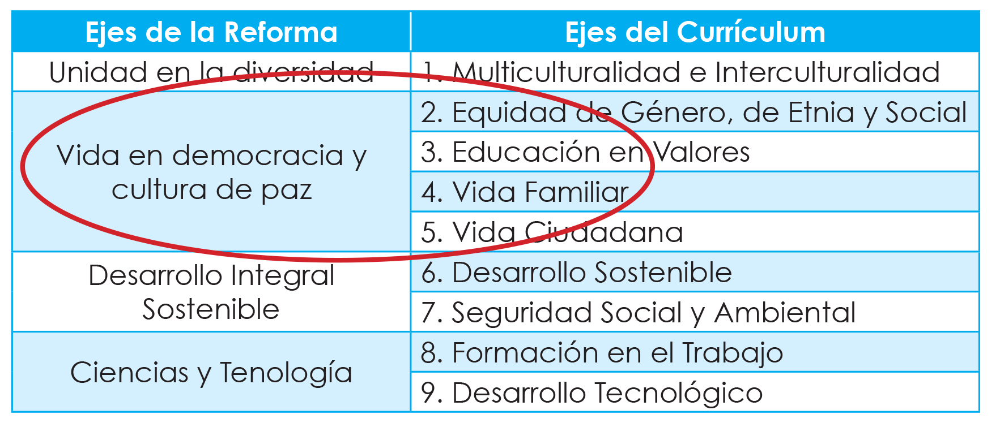 Ejes de la Reforma
Ejes del Currículum
Unidad en la diversidad
1. Multiculturalidad e Interculturalidad
Vida en democracia y
cultura de paz
2. Equidad de Género, de Etnia y Social
3. Educación en Valores
4. Vida Familiar
5. Vida Ciudadana
Desarrollo Integral
Sostenible
6. Desarrollo Sostenible
7. Seguridad Social y Ambiental
Ciencias y Tenología
8. Formación en el Trabajo
9. Desarrollo Tecnológico